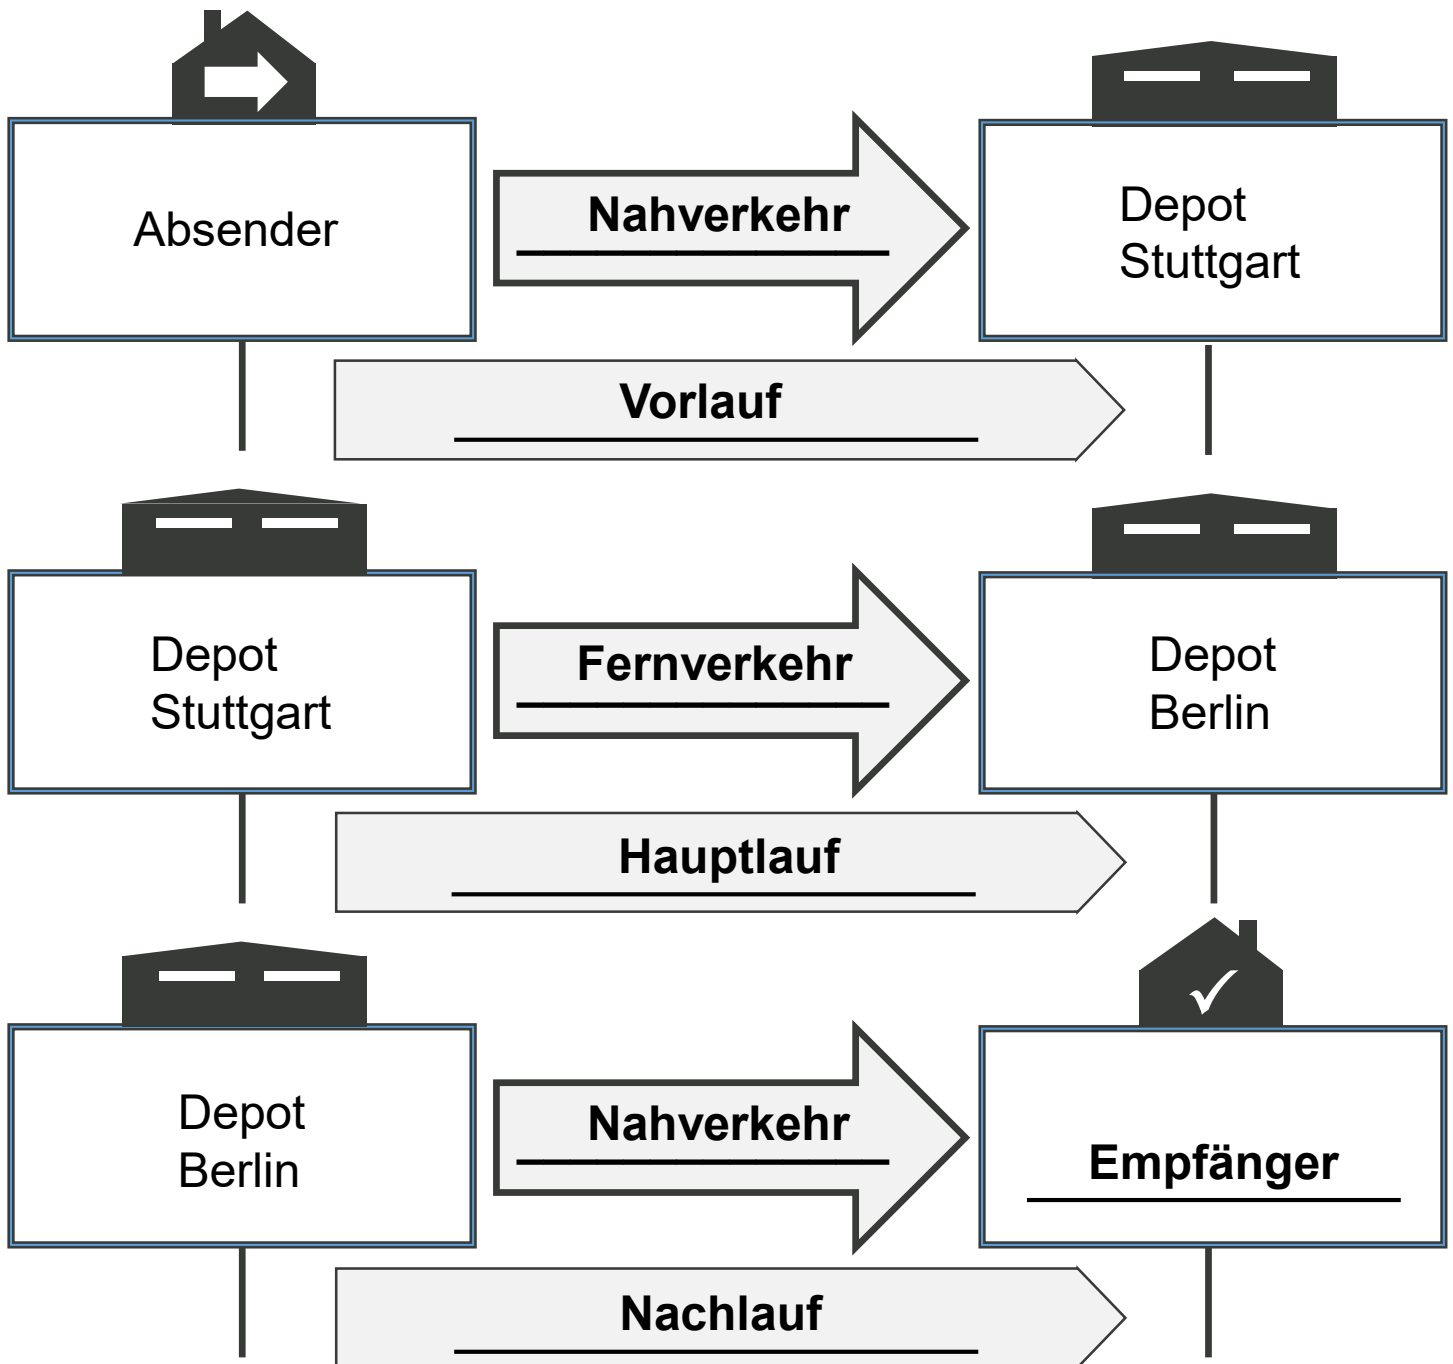 Absender
Nahverkehr
Depot
Stuttgart
Vorlauf
Depot
Stuttgart
Fernverkehr
Depot
Berlin
Hauptlauf
Depot
Berlin
Nahverkehr
Empfänger
Nachlauf